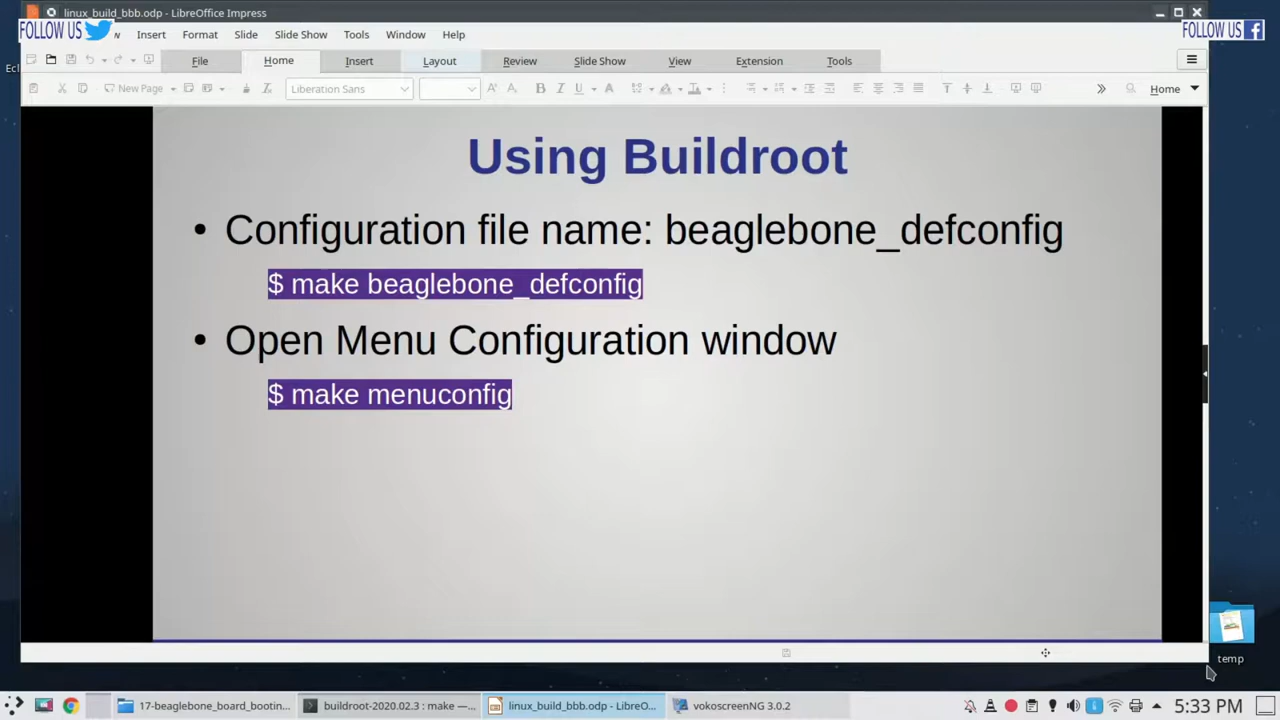 linux_build_bbb.odp - LibreOffice Impress
FOLLOW US
FOLLOW US
Insert Format Slide Slide Show Tools Window Help
File Home Insert Layout Review Slide Show View Extension Tools
New Page Liberation Sans Home
Using Buildroot
• Configuration file name: beaglebone_defconfig
$ make beaglebone_defconfig
• Open Menu Configuration window
$ make menuconfig
temp
17-beaglebone_board_bootin... buildroot-2020.02.3 : make —... linux_build_bbb.odp - LibreO... vokoscreenNG 3.0.2 5:33 PM